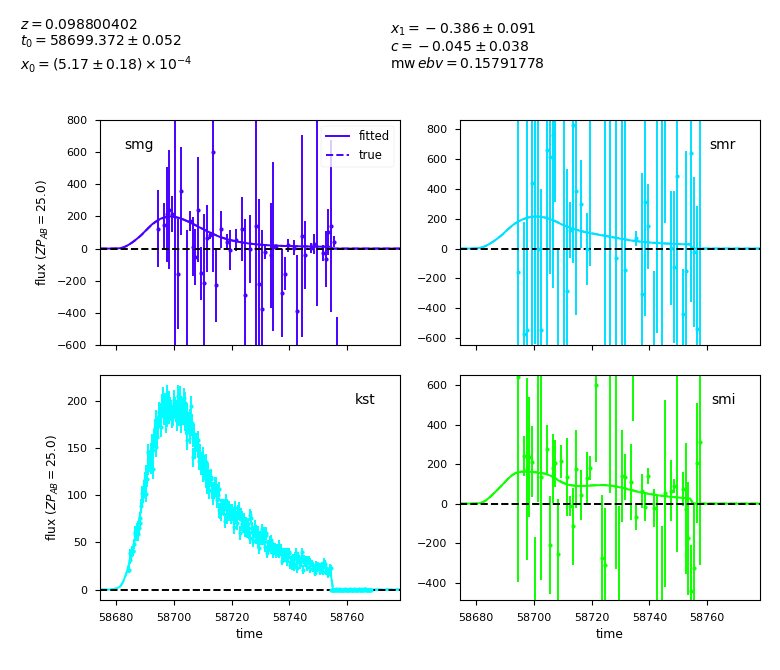 z = 0.098800402
t₀ = 58699.372 ± 0.052
x₀ = (5.17 ± 0.18) × 10⁻⁴
x₁ = −0.386 ± 0.091
c = −0.045 ± 0.038
mw ebv = 0.15791778
800
600
400
200
0
−200
−400
−600
flux (ZP_AB = 25.0)
smg
fitted
true
800
600
400
200
0
−200
−400
−600
smr
200
150
100
50
0
flux (ZP_AB = 25.0)
kst
58680 58700 58720 58740 58760
time
600
400
200
0
−200
−400
smi
58680 58700 58720 58740 58760
time